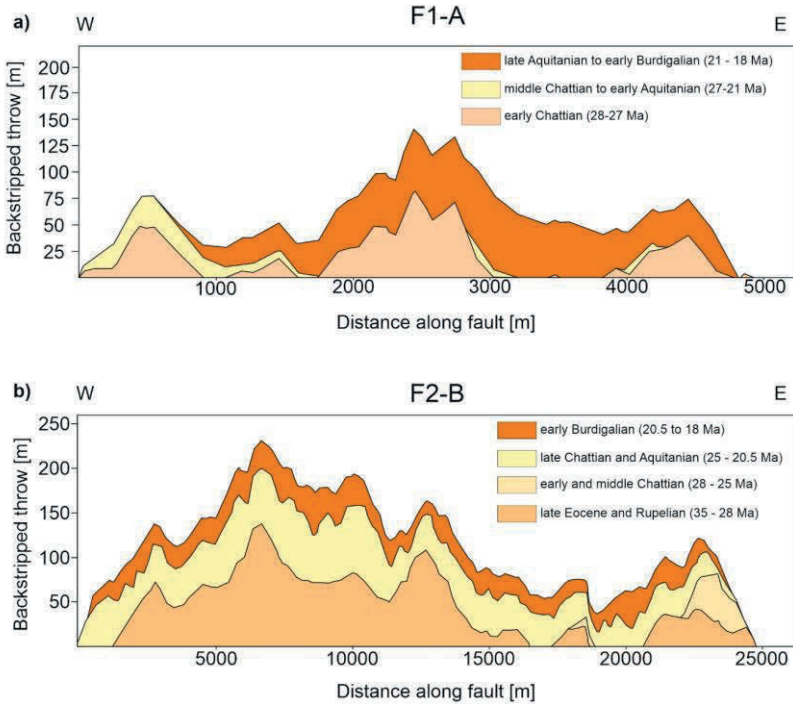 a)
W
F1-A
E
late Aquitanian to early Burdigalian (21 - 18 Ma)
middle Chattian to early Aquitanian (27-21 Ma)
early Chattian (28-27 Ma)
Backstripped throw [m]
200
175
150
125
100
75
50
25
1000
2000
3000
4000
5000
Distance along fault [m]
b)
W
F2-B
E
early Burdigalian (20.5 to 18 Ma)
late Chattian and Aquitanian (25 - 20.5 Ma)
early and middle Chattian (28 - 25 Ma)
late Eocene and Rupelian (35 - 28 Ma)
Backstripped throw [m]
250
200
150
100
50
5000
10000
15000
20000
25000
Distance along fault [m]